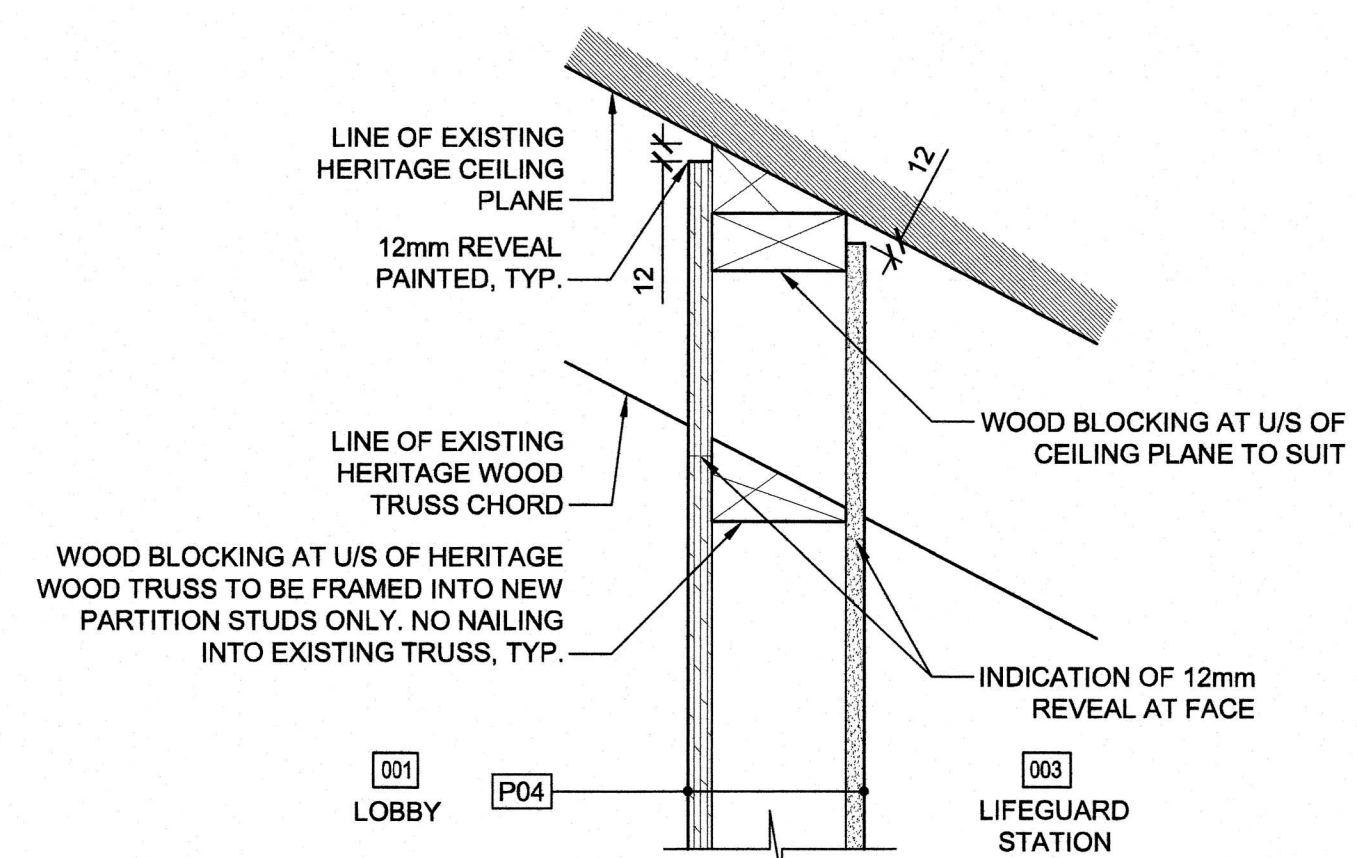 LINE OF EXISTING
HERITAGE CEILING
PLANE
12mm REVEAL
PAINTED, TYP.
12
12
WOOD BLOCKING AT U/S OF
CEILING PLANE TO SUIT
LINE OF EXISTING
HERITAGE WOOD
TRUSS CHORD
WOOD BLOCKING AT U/S OF HERITAGE
WOOD TRUSS TO BE FRAMED INTO NEW
PARTITION STUDS ONLY. NO NAILING
INTO EXISTING TRUSS, TYP.
INDICATION OF 12mm
REVEAL AT FACE
001
LOBBY
P04
003
LIFEGUARD
STATION